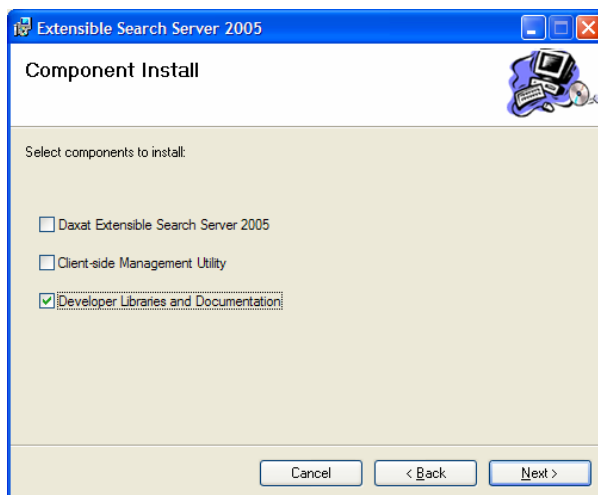 Extensible Search Server 2005
Component Install
Select components to install:
Daxat Extensible Search Server 2005
Client-side Management Utility
Developer Libraries and Documentation
Cancel
< Back
Next >